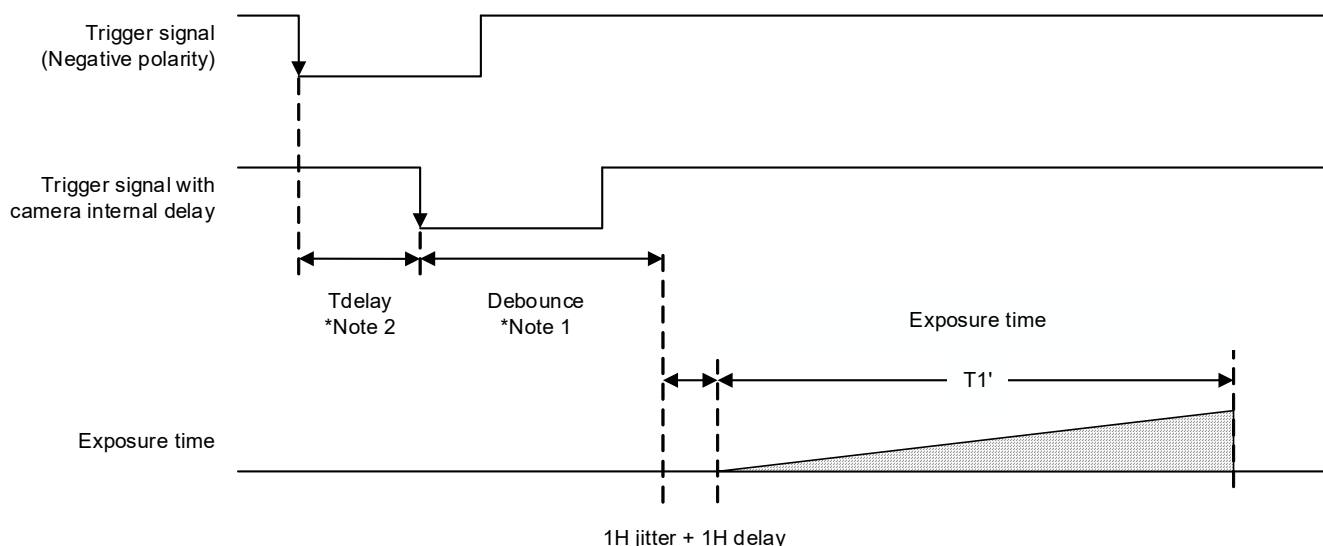 Trigger signal
(Negative polarity)
Trigger signal with
camera internal delay
Tdelay
*Note 2
Debounce
*Note 1
Exposure time
T1'
Exposure time
1H jitter + 1H delay